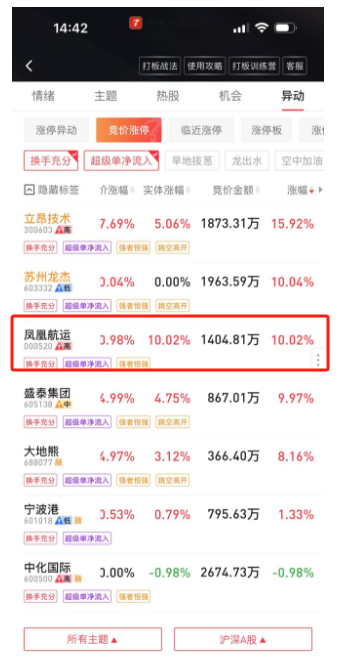 14:42
打板战法 使用攻略 打板训练营 客服
情绪 主题 热股 机会 异动
涨停异动 竞价涨停 临近涨停 涨停板
换手充分 超级单净流入 旱地拔葱 龙出水 空中加油
隐藏标签 介涨幅 实体涨幅 竞价金额 涨幅
立昂技术 7.69% 5.06% 1873.31万 15.92%
300603 高
换手充分 超级单净流入 强者恒强 跳空高开
苏州龙杰 0.04% 0.00% 1963.59万 10.04%
603332 低
换手充分 超级单净流入 强者恒强 跳空高开
凤凰航运 0.98% 10.02% 1404.81万 10.02%
000520 高
换手充分 超级单净流入 强者恒强
盛泰集团 4.99% 4.75% 867.01万 9.97%
605138 中
换手充分 超级单净流入 强者恒强 跳空高开
大地熊 4.97% 3.12% 366.40万 8.16%
688077 融
换手充分 超级单净流入 强者恒强 跳空高开
宁波港 0.53% 0.79% 795.63万 1.33%
601018 低 融
换手充分 超级单净流入
中化国际 0.00% -0.98% 2674.73万 -0.98%
600500 高 融
换手充分 超级单净流入 强者恒强
所有主题 沪深A股